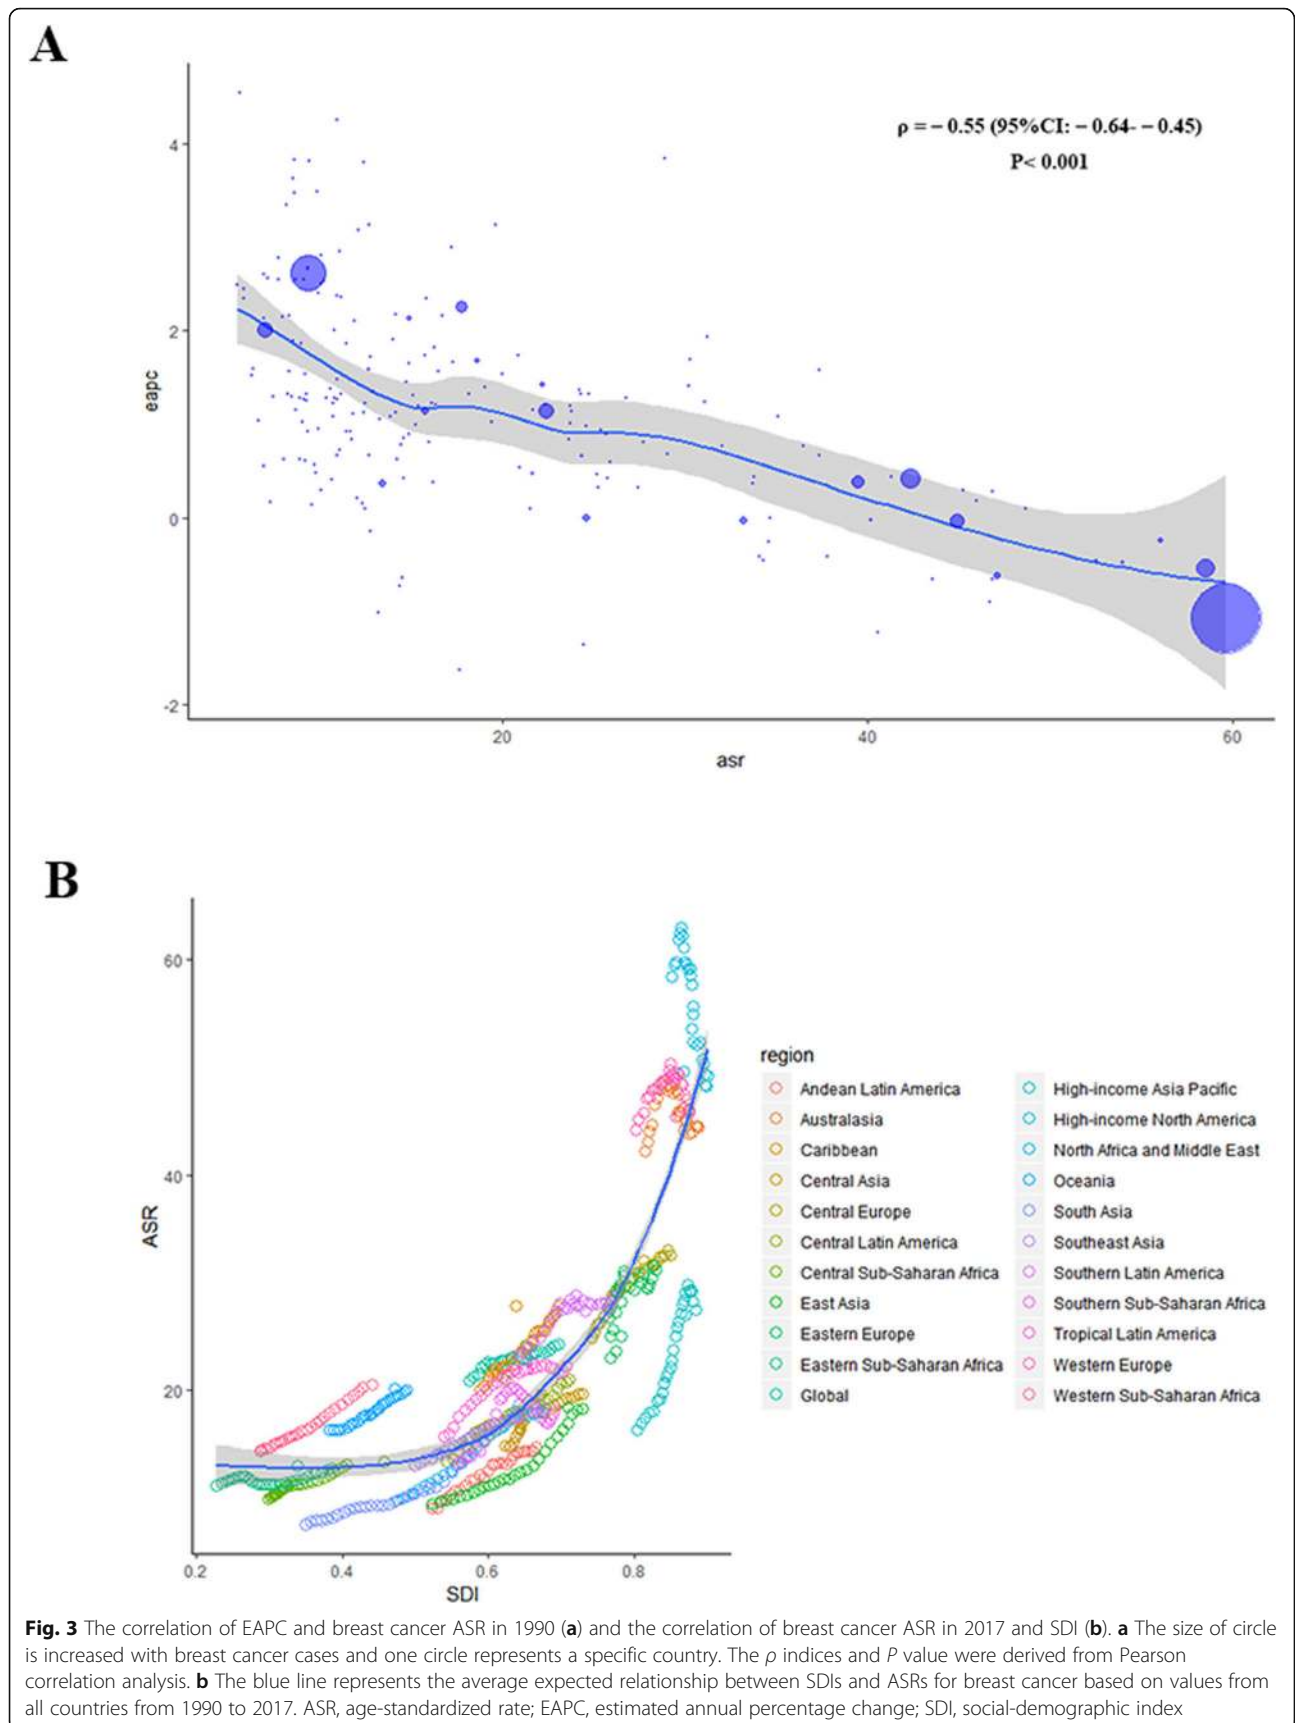 A
ρ = − 0.55 (95%CI: − 0.64- − 0.45)
P< 0.001
4
2
0
-2
eapc
20
40
60
asr
B
60
40
20
ASR
0.2
0.4
0.6
0.8
SDI
region
Andean Latin America
Australasia
Caribbean
Central Asia
Central Europe
Central Latin America
Central Sub-Saharan Africa
East Asia
Eastern Europe
Eastern Sub-Saharan Africa
Global
High-income Asia Pacific
High-income North America
North Africa and Middle East
Oceania
South Asia
Southeast Asia
Southern Latin America
Southern Sub-Saharan Africa
Tropical Latin America
Western Europe
Western Sub-Saharan Africa
Fig. 3 The correlation of EAPC and breast cancer ASR in 1990 (a) and the correlation of breast cancer ASR in 2017 and SDI (b). a The size of circle
is increased with breast cancer cases and one circle represents a specific country. The ρ indices and P value were derived from Pearson
correlation analysis. b The blue line represents the average expected relationship between SDIs and ASRs for breast cancer based on values from
all countries from 1990 to 2017. ASR, age-standardized rate; EAPC, estimated annual percentage change; SDI, social-demographic index